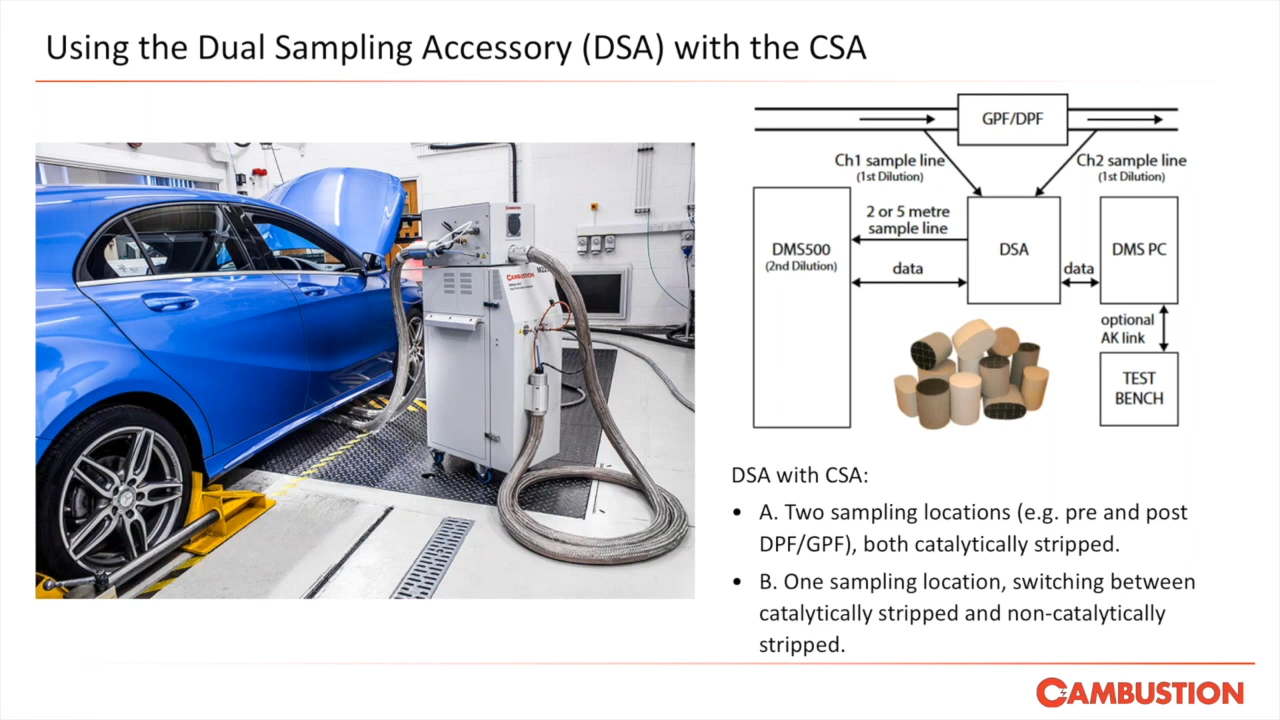 Using the Dual Sampling Accessory (DSA) with the CSA
GPF/DPF
Ch1 sample line
(1st Dilution)
Ch2 sample line
(1st Dilution)
2 or 5 metre
sample line
DMS500
(2nd Dilution)
DSA
DMS PC
data
data
optional
AK link
TEST
BENCH
CAMBUSTION
DSA with CSA:
• A. Two sampling locations (e.g. pre and post
DPF/GPF), both catalytically stripped.
• B. One sampling location, switching between
catalytically stripped and non-catalytically
stripped.
CAMBUSTION